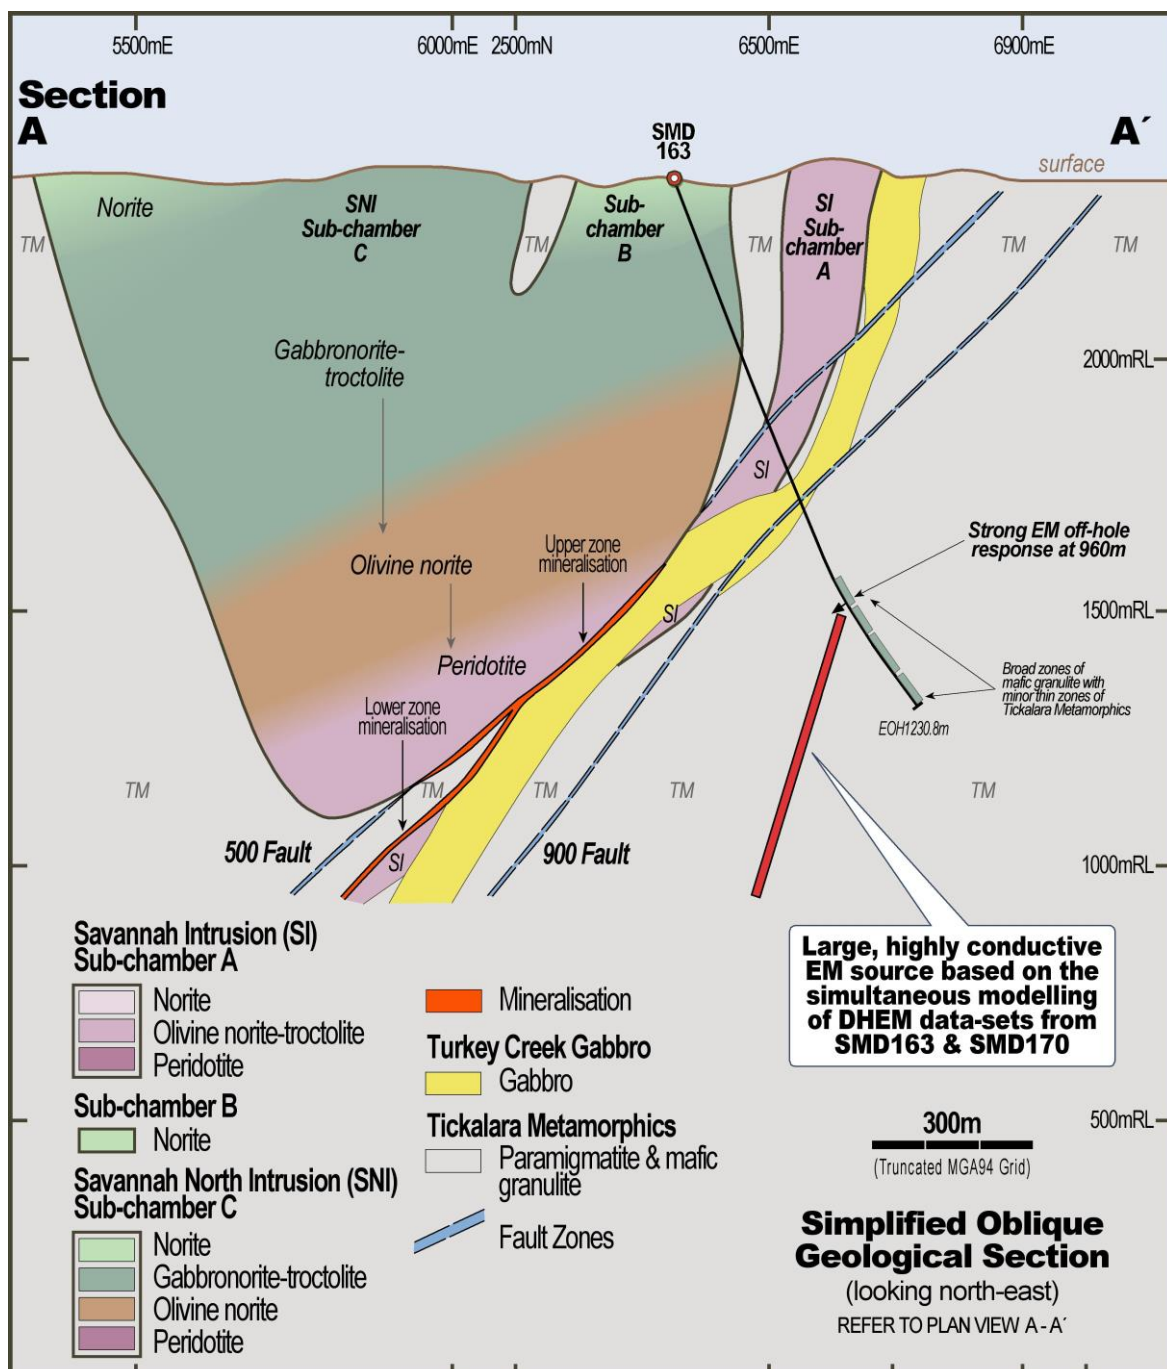 5500mE
6000mE 2500mN
6500mE
6900mE
Section
A
A´
SMD
163
surface
Norite
SNI
Sub-chamber
C
Sub-
chamber
B
SI
Sub-
chamber
A
TM
TM
TM
TM
TM
Gabbronorite-
troctolite
2000mRL
SI
Strong EM off-hole
response at 960m
Upper zone
mineralisation
Olivine norite
1500mRL
SI
Peridotite
Broad zones of
mafic granulite with
minor thin zones of
Tickalara Metamorphics
Lower zone
mineralisation
EOH1230.8m
TM
TM
TM
TM
TM
500 Fault
SI
900 Fault
1000mRL
Large, highly conductive
EM source based on the
simultaneous modelling
of DHEM data-sets from
SMD163 & SMD170
Savannah Intrusion (SI)
Sub-chamber A
Norite
Olivine norite-troctolite
Peridotite
Sub-chamber B
Norite
Savannah North Intrusion (SNI)
Sub-chamber C
Norite
Gabbronorite-troctolite
Olivine norite
Peridotite
Mineralisation
Turkey Creek Gabbro
Gabbro
Tickalara Metamorphics
Paramigmatite & mafic
granulite
Fault Zones
500mRL
300m
(Truncated MGA94 Grid)
Simplified Oblique
Geological Section
(looking north-east)
REFER TO PLAN VIEW A - A´